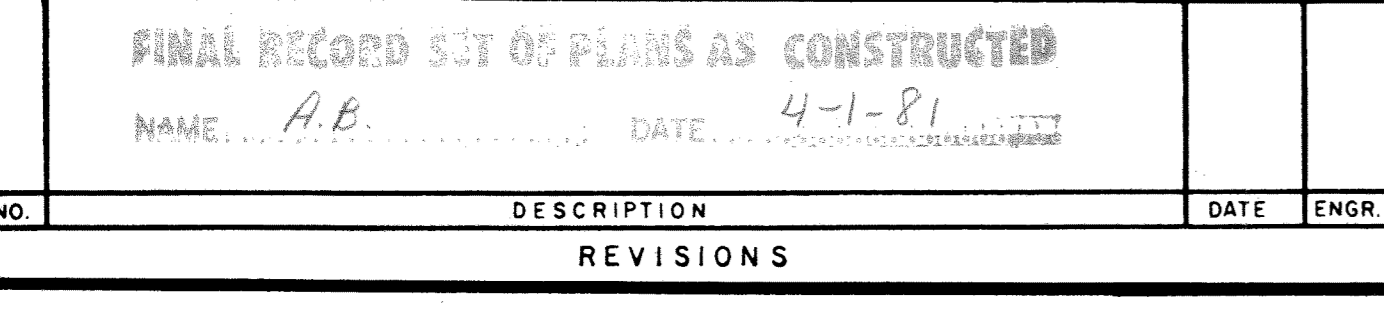 FINAL RECORD SET OF PLANS AS CONSTRUCTED
NAME. A.B. DATE. 4-1-81
NO. DESCRIPTION DATE ENGR.
REVISIONS